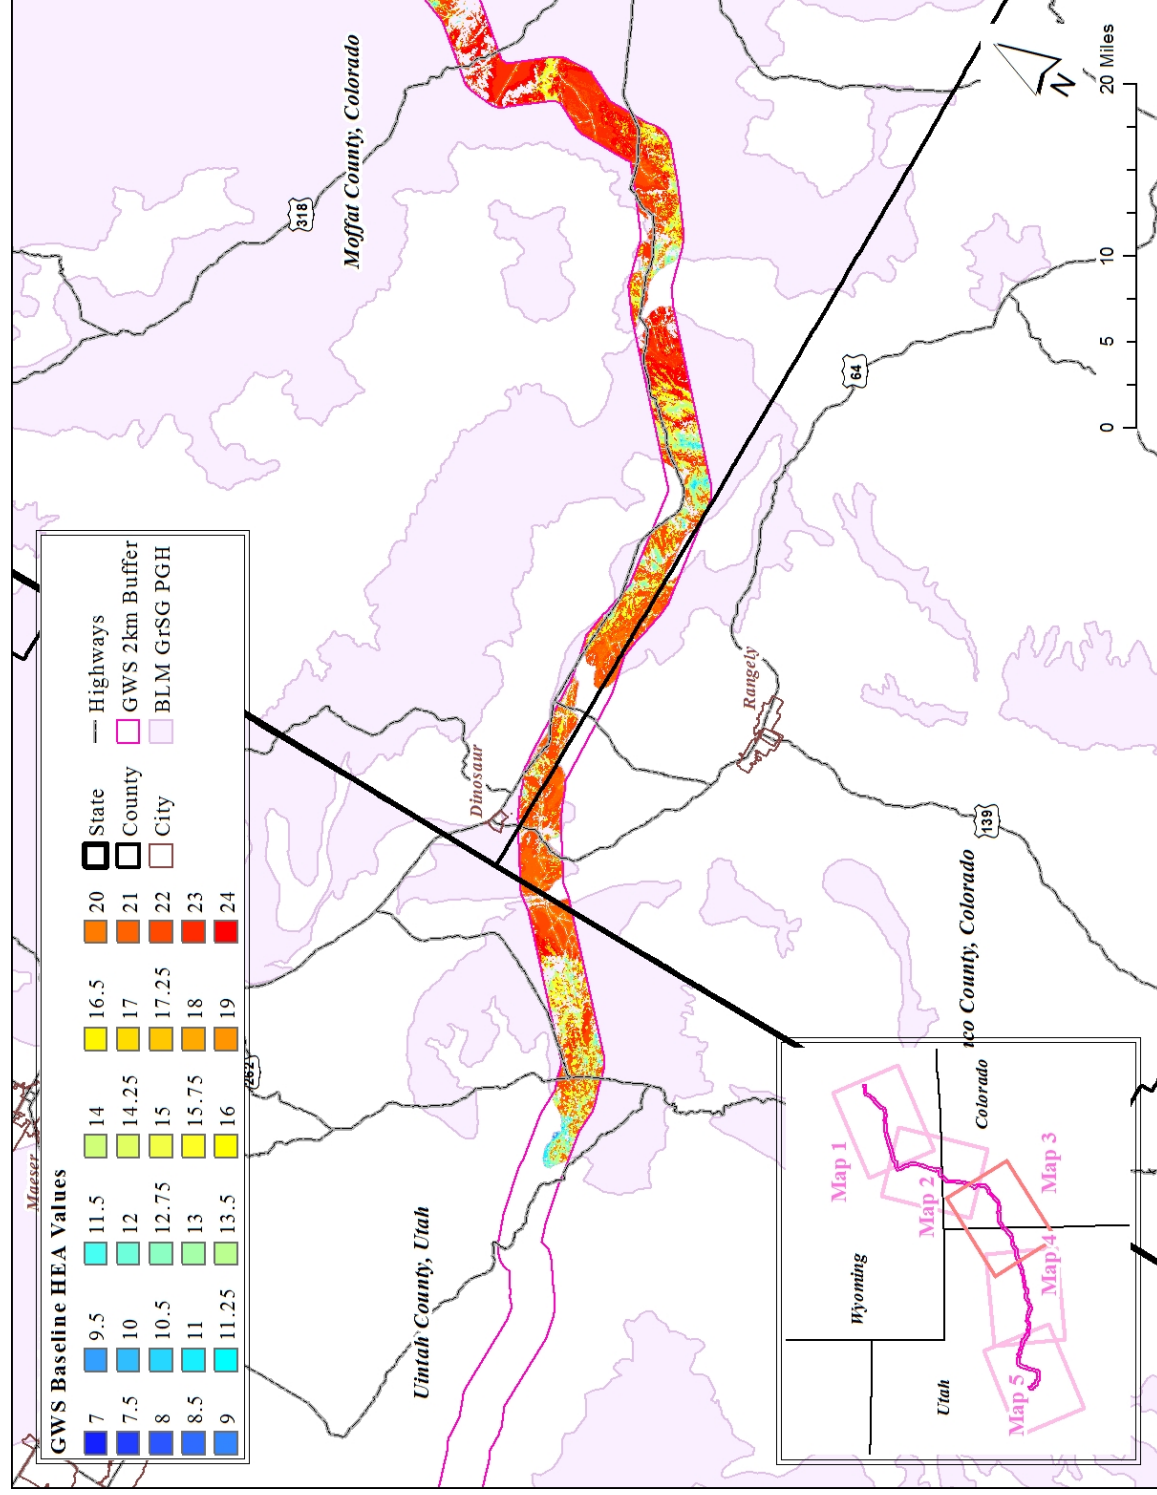 GWS Baseline HEA Values
7
7.5
8
8.5
9
9.5
10
10.5
11
11.25
11.5
12
12.75
13
13.5
14
14.25
15
15.75
16
16.5
17
17.25
18
19
20
21
22
23
24
State
County
City
Highways
GWS 2km Buffer
BLM GrSG PGH
Maeser
Uintah County, Utah
Dinosaur
Rangely
Moffat County, Colorado
ico County, Colorado
318
64
139
262
N
0 5 10 20 Miles
Map 1
Map 2
Map 3
Map 4
Map 5
Wyoming
Utah
Colorado